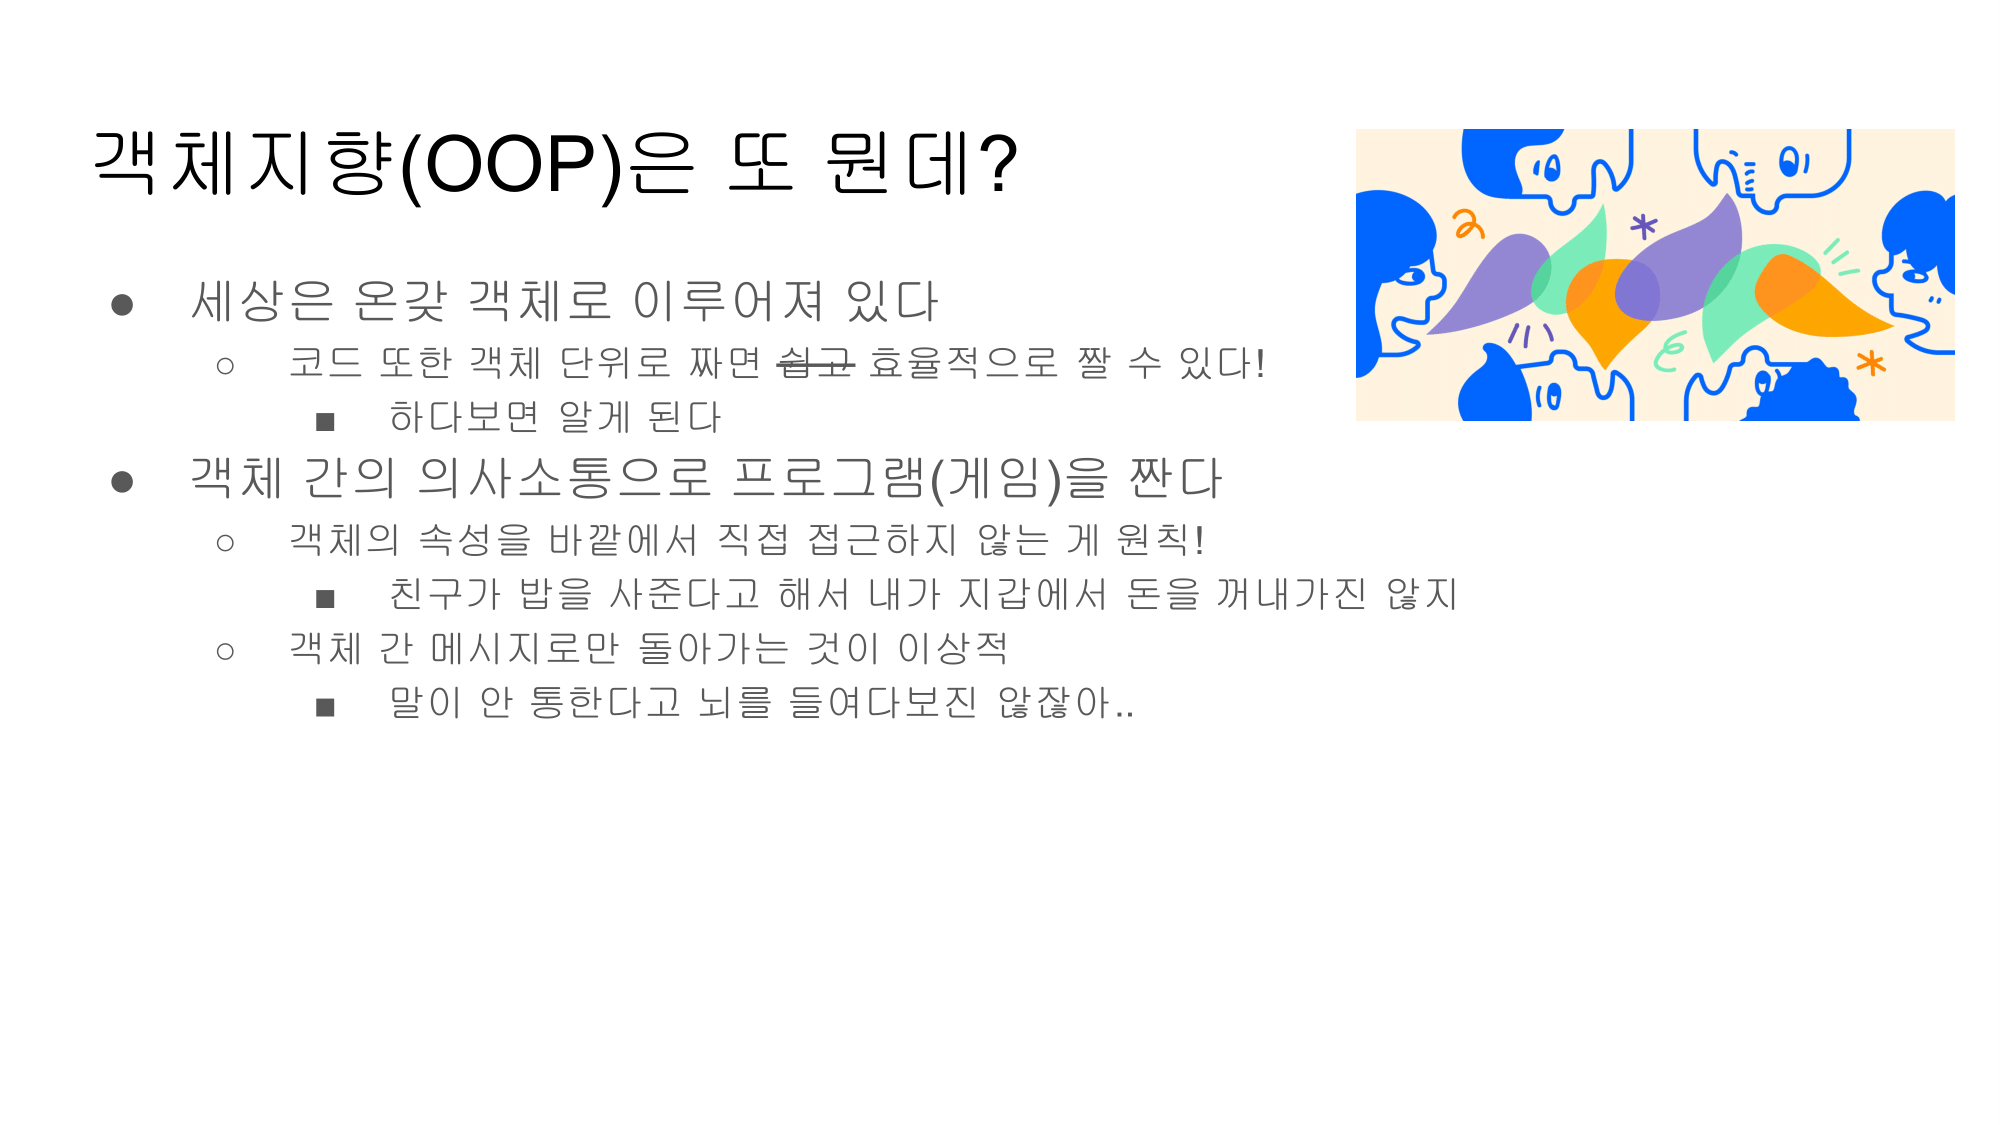 객체지향(OOP)은 또 뭔데?
● 세상은 온갖 객체로 이루어져 있다
○ 코드 또한 객체 단위로 짜면 쉽고 효율적으로 짤 수 있다!
■ 하다보면 알게 된다
● 객체 간의 의사소통으로 프로그램(게임)을 짠다
○ 객체의 속성을 바깥에서 직접 접근하지 않는 게 원칙!
■ 친구가 밥을 사준다고 해서 내가 지갑에서 돈을 꺼내가진 않지
○ 객체 간 메시지로만 돌아가는 것이 이상적
■ 말이 안 통한다고 뇌를 들여다보진 않잖아..